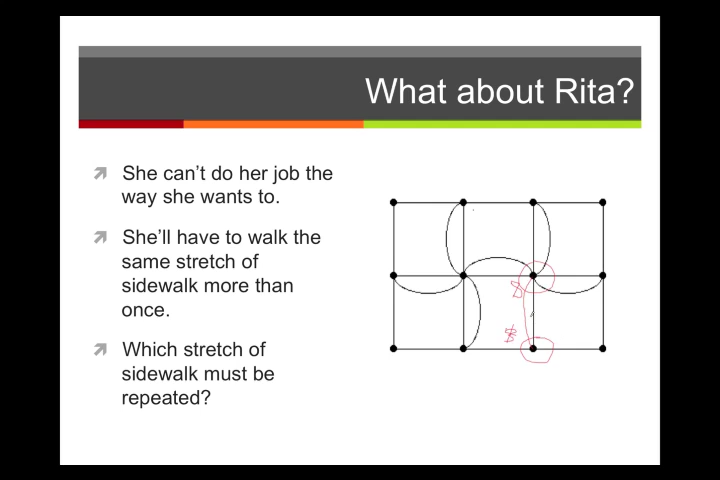 What about Rita?
She can't do her job the
way she wants to.
She'll have to walk the
same stretch of
sidewalk more than
once.
Which stretch of
sidewalk must be
repeated?